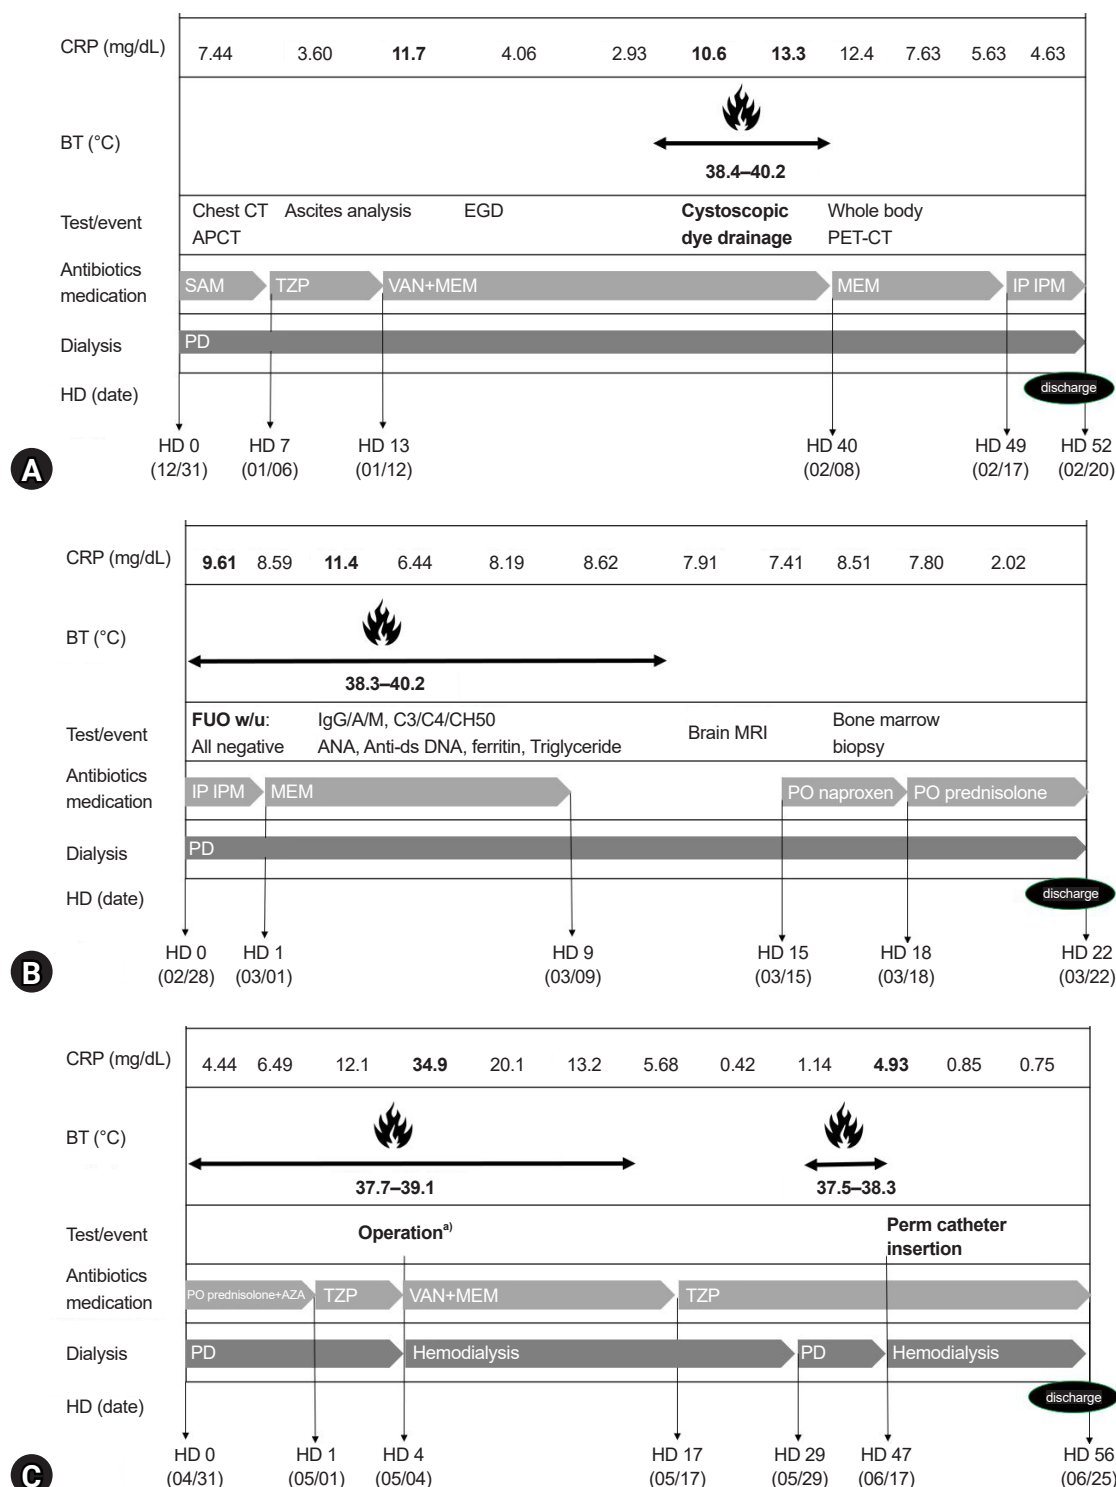 CRP (mg/dL) 7.44 3.60 11.7 4.06 2.93 10.6 13.3 12.4 7.63 5.63 4.63
BT (°C)
38.4–40.2
Test/event
Chest CT Ascites analysis EGD Cystoscopic Whole body
APCT dye drainage PET-CT
Antibiotics
medication
SAM TZP VAN+MEM MEM IP IPM
Dialysis PD
HD (date) discharge
HD 0 HD 7 HD 13 HD 40 HD 49 HD 52
(12/31) (01/06) (01/12) (02/08) (02/17) (02/20)
A
CRP (mg/dL) 9.61 8.59 11.4 6.44 8.19 8.62 7.91 7.41 8.51 7.80 2.02
BT (°C)
38.3–40.2
Test/event
FUO w/u: IgG/A/M, C3/C4/CH50 Brain MRI Bone marrow
All negative ANA, Anti-ds DNA, ferritin, Triglyceride biopsy
Antibiotics
medication
IP IPM MEM PO naproxen PO prednisolone
Dialysis PD
HD (date) discharge
HD 0 HD 1 HD 9 HD 15 HD 18 HD 22
(02/28) (03/01) (03/09) (03/15) (03/18) (03/22)
B
CRP (mg/dL) 4.44 6.49 12.1 34.9 20.1 13.2 5.68 0.42 1.14 4.93 0.85 0.75
BT (°C)
37.7–39.1 37.5–38.3
Test/event Operation a) Perm catheter
insertion
Antibiotics
medication
PO prednisolone+AZA TZP VAN+MEM TZP
Dialysis PD Hemodialysis PD Hemodialysis
HD (date) discharge
HD 0 HD 1 HD 4 HD 17 HD 29 HD 47 HD 56
(04/31) (05/01) (05/04) (05/17) (05/29) (06/17) (06/25)
C